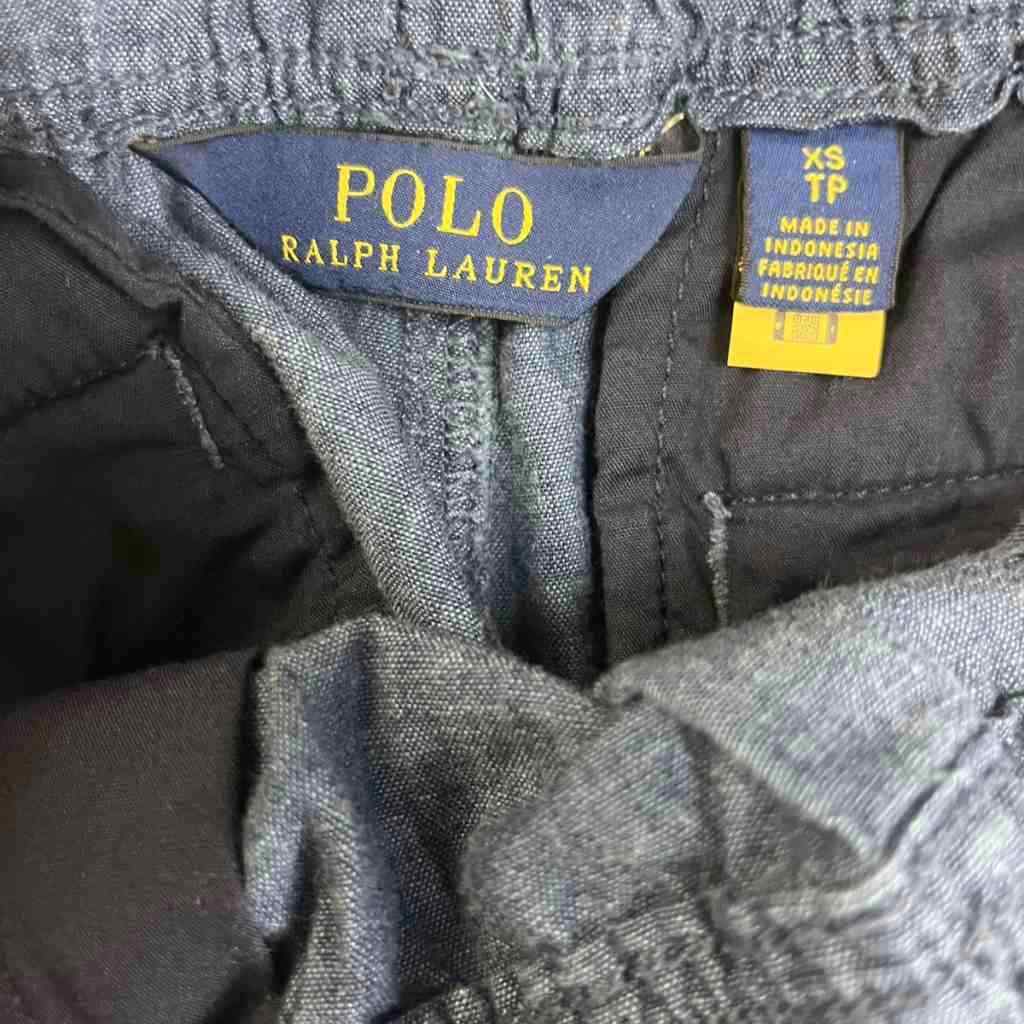 POLO
RALPH LAUREN
XS
TP
MADE IN
INDONESIA
FABRIQUÉ EN
INDONÉSIE